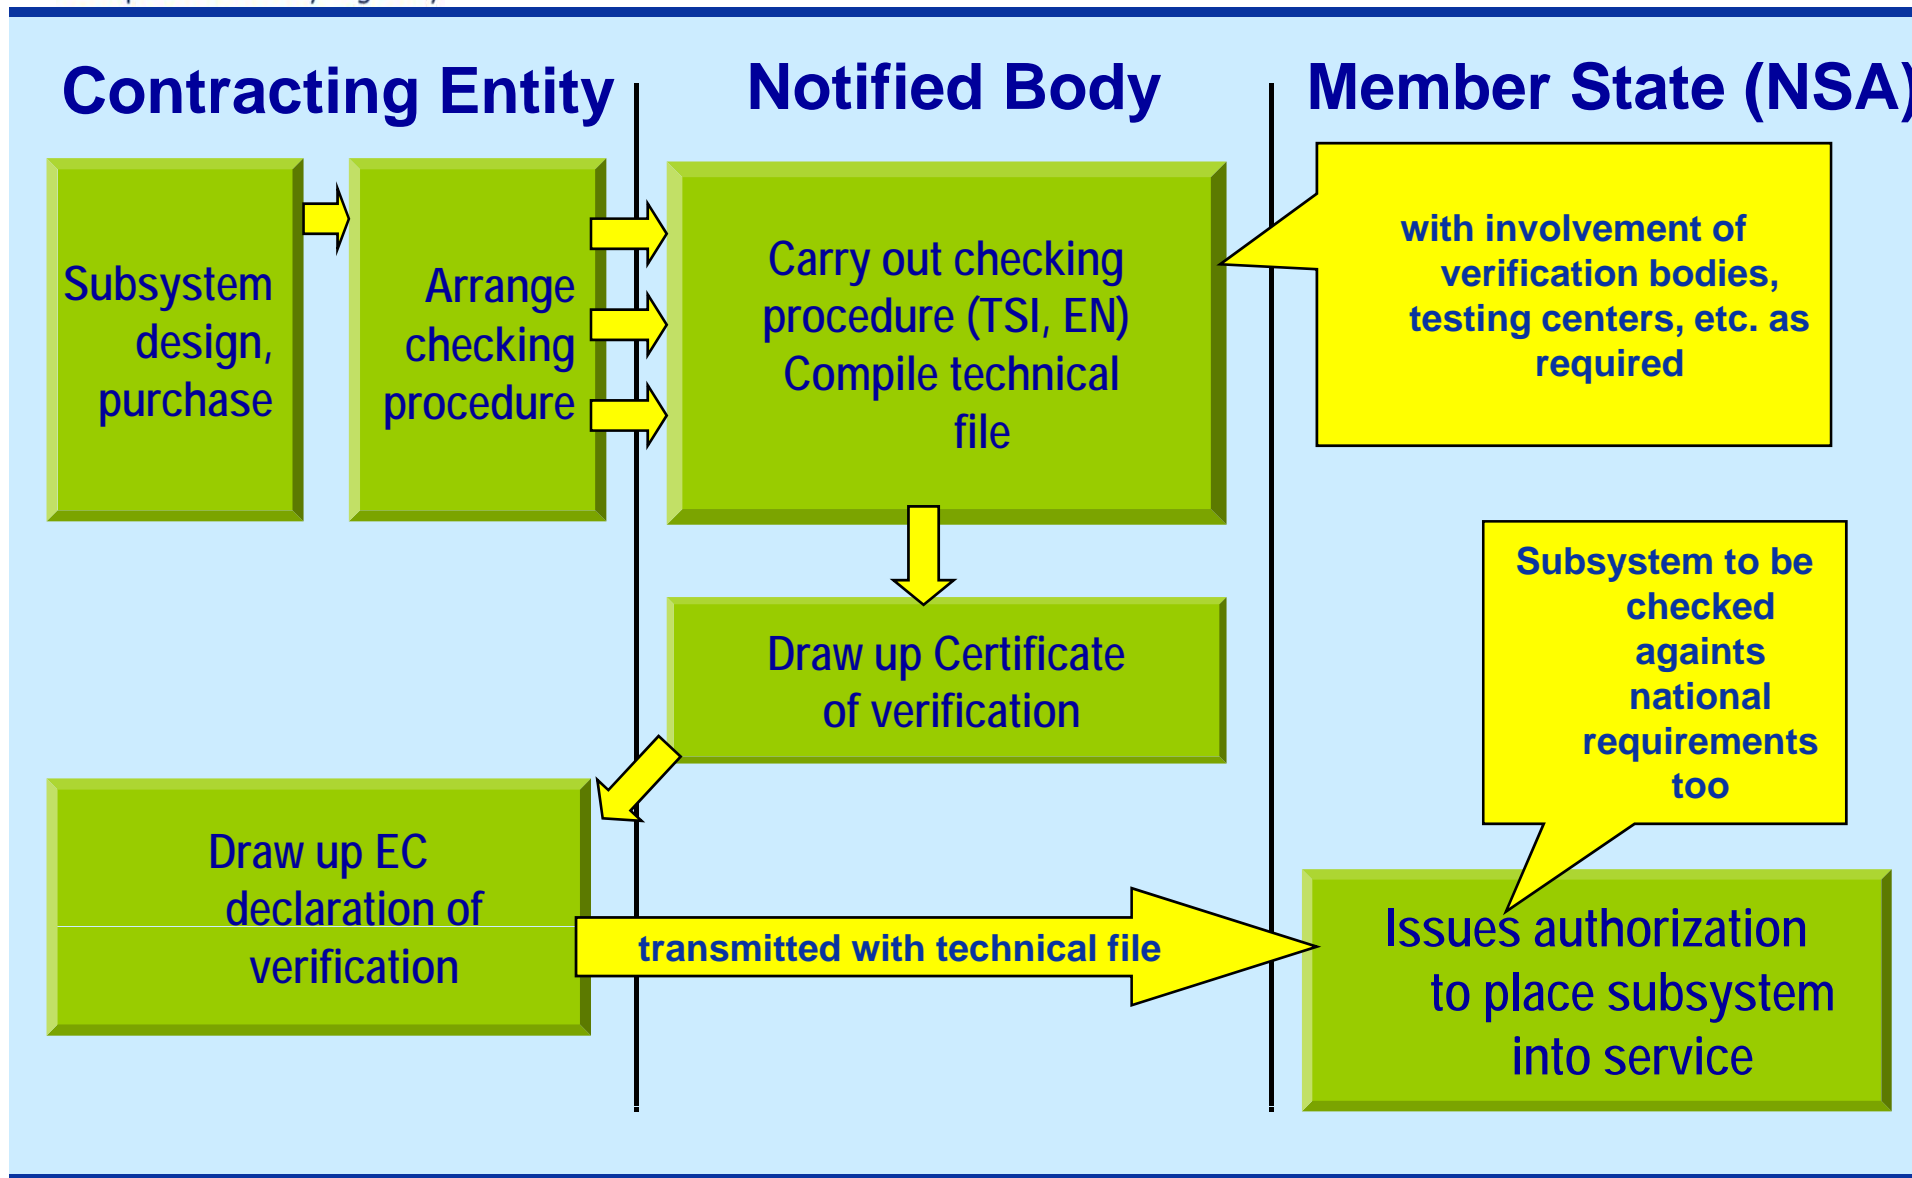 Contracting Entity
Notified Body
Member State (NSA)
Subsystem
design,
purchase
Arrange
checking
procedure
Carry out checking
procedure (TSI, EN)
Compile technical
file
with involvement of
verification bodies,
testing centers, etc. as
required
Draw up Certificate
of verification
Subsystem to be
checked
againts
national
requirements
too
Draw up EC
declaration of
verification
transmitted with technical file
Issues authorization
to place subsystem
into service